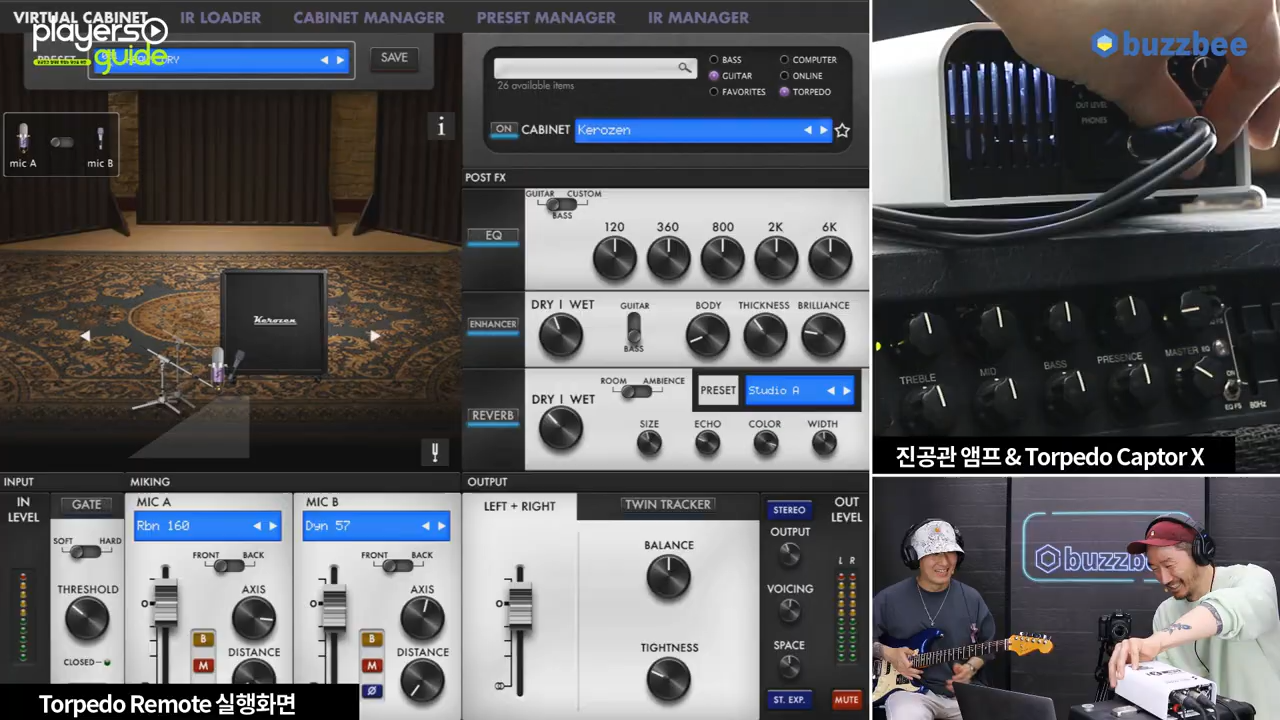 VIRTUAL CABINET
IR LOADER
CABINET MANAGER
PRESET MANAGER
IR MANAGER
players
guide
SAVE
mic A
mic B
i
Kerozen
26 available items
BASS
GUITAR
FAVORITES
COMPUTER
ONLINE
TORPEDO
ON
CABINET
Kerozen
POST FX
EQ
GUITAR
CUSTOM
BASS
120
360
800
2K
6K
ENHANCER
DRY | WET
GUITAR
BASS
BODY
THICKNESS
BRILLIANCE
REVERB
DRY | WET
ROOM
AMBIENCE
PRESET
Studio A
SIZE
ECHO
COLOR
WIDTH
INPUT
IN
LEVEL
GATE
SOFT
HARD
THRESHOLD
CLOSED
MIKING
MIC A
Rbn 160
FRONT
BACK
AXIS
DISTANCE
B
M
MIC B
Dyn 57
FRONT
BACK
AXIS
DISTANCE
B
M
Ø
OUTPUT
LEFT + RIGHT
TWIN TRACKER
BALANCE
TIGHTNESS
STEREO
OUTPUT
VOICING
SPACE
ST. EXP.
OUT
LEVEL
L R
MUTE
Torpedo Remote 실행화면
buzzbee
OUT LEVEL
PHONES
TREBLE
MID
BASS
PRESENCE
MASTER
EQ
ON
EQ FS
80Hz
진공관 앰프 & Torpedo Captor X
buzzbe